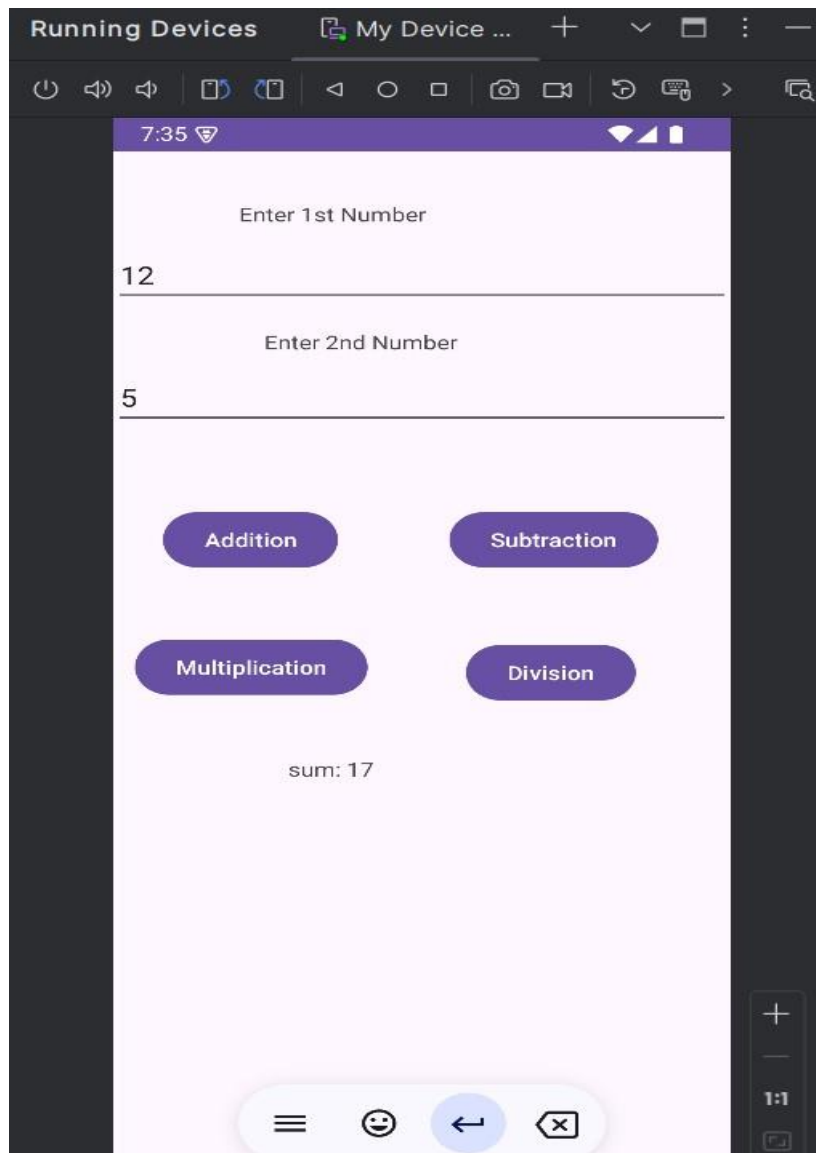 Running Devices My Device ...
7:35
Enter 1st Number
12
Enter 2nd Number
5
Addition Subtraction
Multiplication Division
sum: 17
1:1